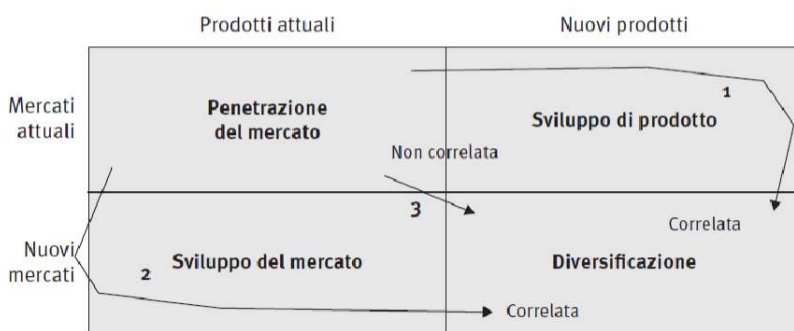 Prodotti attuali
Nuovi prodotti
Mercati
attuali
Penetrazione
del mercato
1
Sviluppo di prodotto
Non correlata
3
Correlata
Nuovi
mercati
2
Sviluppo del mercato
Diversificazione
Correlata